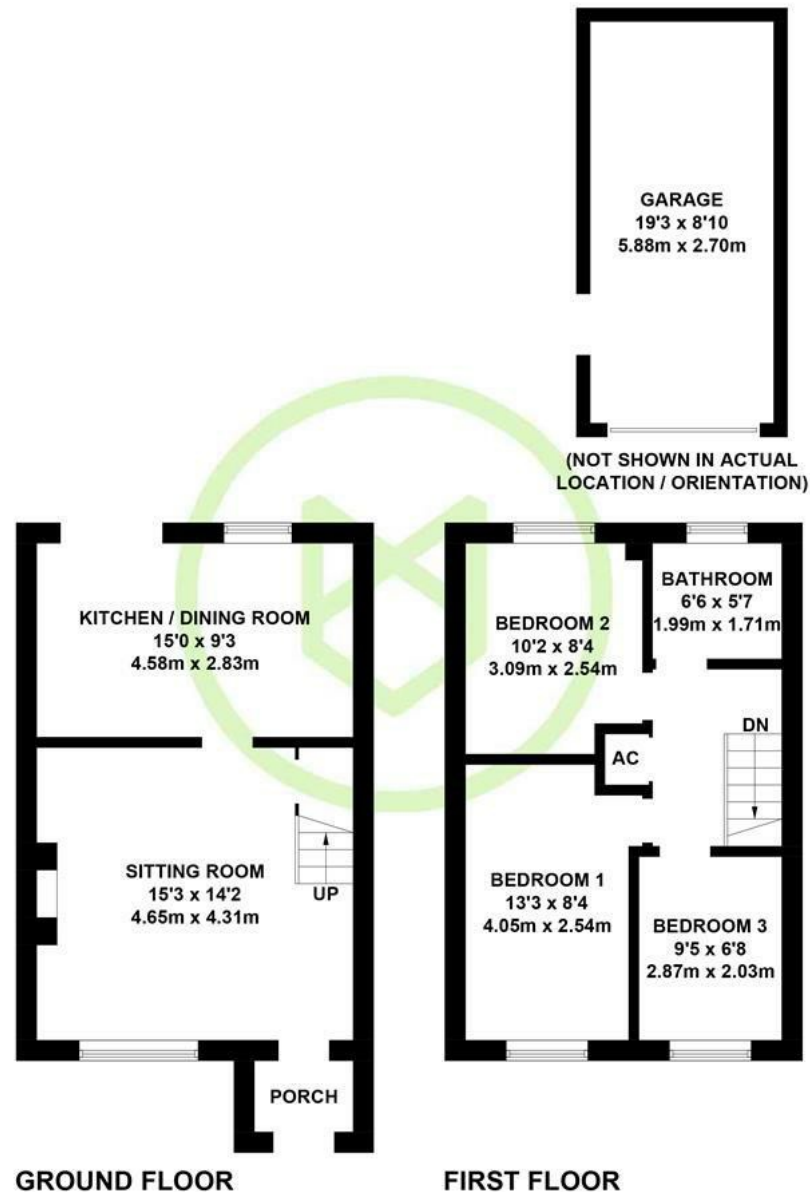 GARAGE
19'3 x 8'10
5.88m x 2.70m
(NOT SHOWN IN ACTUAL
LOCATION / ORIENTATION)
KITCHEN / DINING ROOM
15'0 x 9'3
4.58m x 2.83m
SITTING ROOM
15'3 x 14'2
4.65m x 4.31m
UP
PORCH
GROUND FLOOR
BEDROOM 2
10'2 x 8'4
3.09m x 2.54m
BATHROOM
6'6 x 5'7
1.99m x 1.71m
DN
AC
BEDROOM 1
13'3 x 8'4
4.05m x 2.54m
BEDROOM 3
9'5 x 6'8
2.87m x 2.03m
FIRST FLOOR